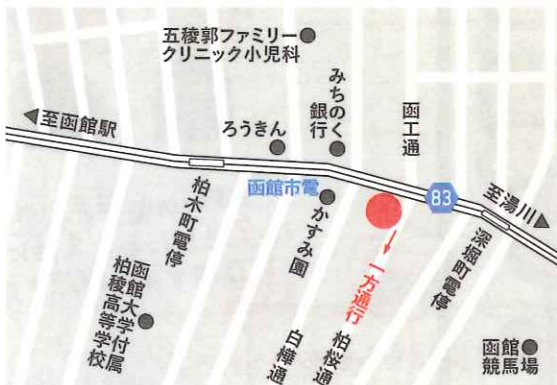 五稜郭ファミリー
クリニック小児科
みちのく
銀行
函工通
◀至函館駅
ろうきん
函館市電
83
至湯川▶
柏木町電停
かすみ園
一方通行
深堀町電停
函館大学付属
柏稜高等学校
白樺通
柏桜通
函館
競馬場